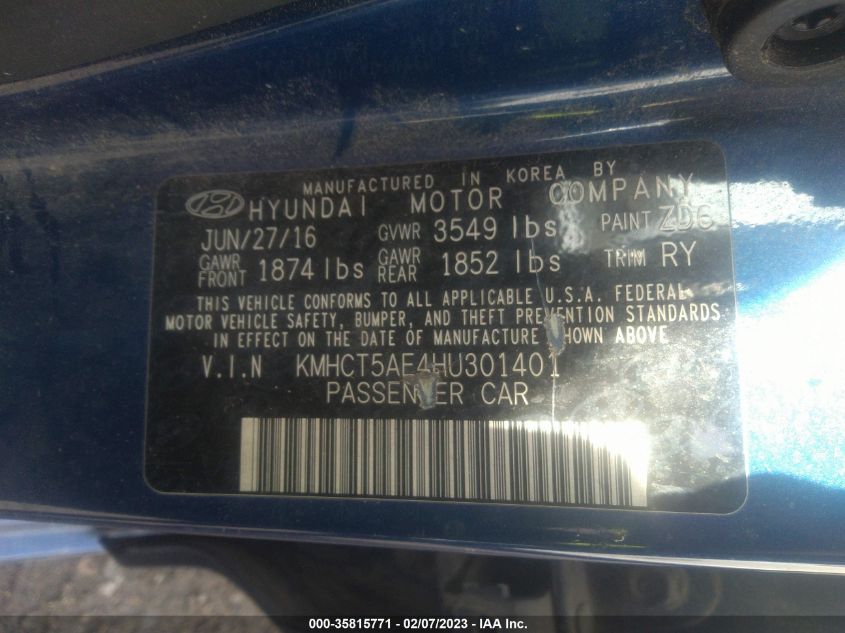 MANUFACTURED IN KOREA BY
HYUNDAI MOTOR COMPANY
JUN/27/16 GVWR 3549 lbs PAINT ZD6
GAWR FRONT 1874 lbs GAWR REAR 1852 lbs TRIM RY
THIS VEHICLE CONFORMS TO ALL APPLICABLE U.S.A. FEDERAL
MOTOR VEHICLE SAFETY, BUMPER, AND THEFT PREVENTION STANDARDS
IN EFFECT ON THE DATE OF MANUFACTURE SHOWN ABOVE
V.I.N KMHCT5AE4HU301401
PASSENGER CAR
000-35815771 - 02/07/2023 - © IAA Inc.